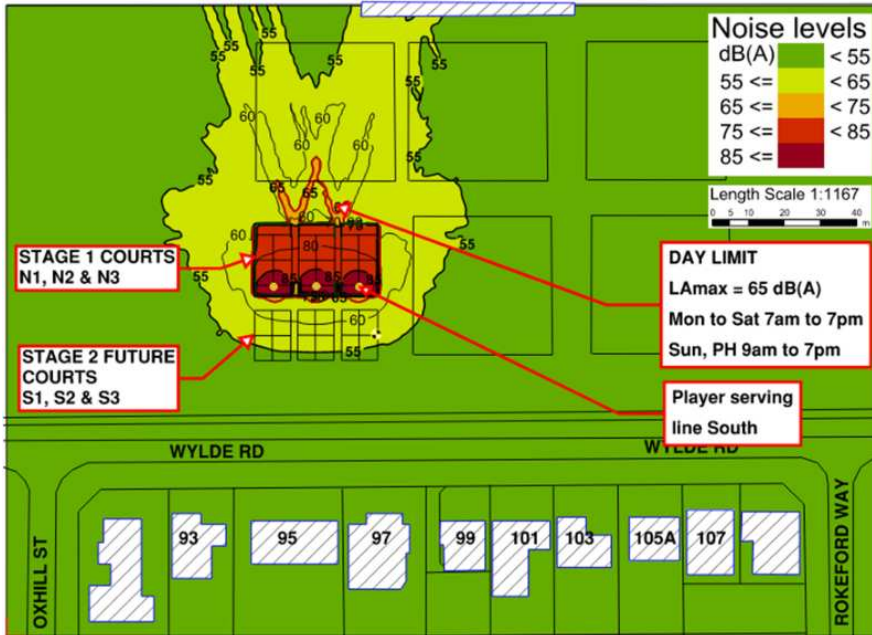 Noise levels
dB(A)
< 55
55 <= < 65
65 <= < 75
75 <= < 85
85 <=
Length Scale 1:1167
0 5 10 20 30 40
m
55
55
55
55
55
55
60
60
60
55
55
65
65
60
60
80
60
85
85
55
55
60
55
STAGE 1 COURTS
N1, N2 & N3
STAGE 2 FUTURE
COURTS
S1, S2 & S3
DAY LIMIT
LAmax = 65 dB(A)
Mon to Sat 7am to 7pm
Sun, PH 9am to 7pm
Player serving
line South
WYLDE RD
WYLDE RD
OXHILL ST
ROKEFORD WAY
93
95
97
99
101
103
105A
107